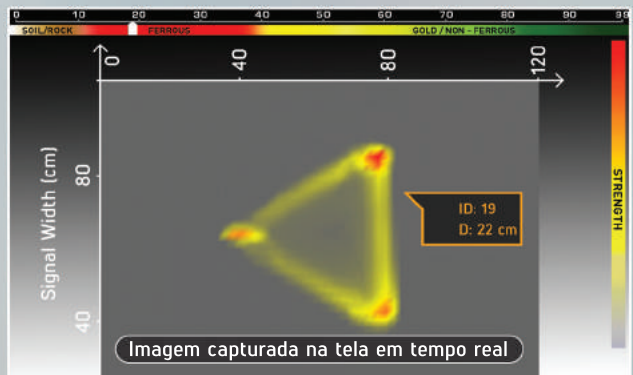 0 10 20 30 40 50 60 70 80 90 99
SOIL/ROCK FERROUS GOLD / NON - FERROUS
0 40 80 120
Signal Width (cm)
80
40
ID: 19
D: 22 cm
STRENGTH
Imagem capturada na tela em tempo real